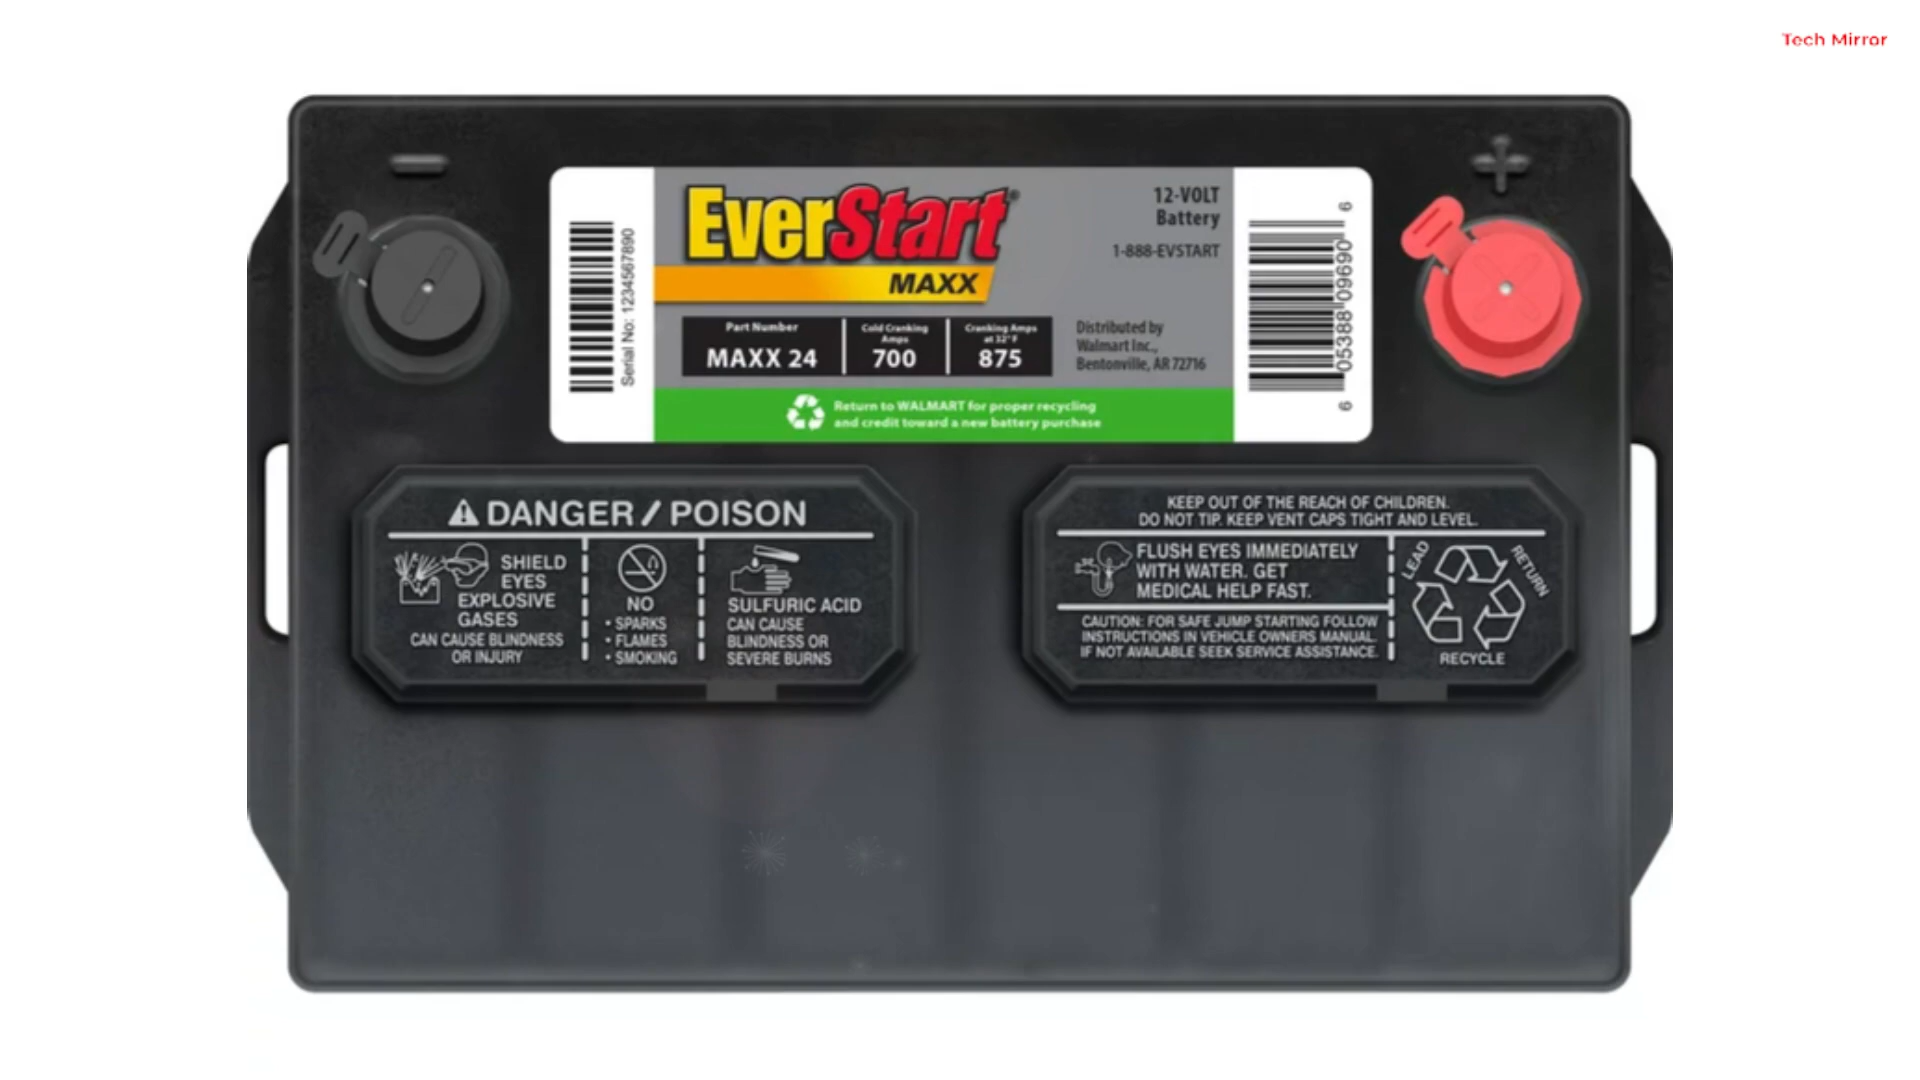 Tech Mirror
EverStart®
MAXX
12-VOLT
Battery
1-888-EVSTART
Serial No: 1234567890
Part Number
MAXX 24
Cold Cranking
Amps
700
Cranking Amps
at 32°F
875
Distributed by
Walmart Inc.,
Bentonville, AR 72716
6 05388 09690 6
Return to WALMART for proper recycling
and credit toward a new battery purchase
DANGER / POISON
SHIELD
EYES
EXPLOSIVE
GASES
CAN CAUSE BLINDNESS
OR INJURY
NO
• SPARKS
• FLAMES
• SMOKING
SULFURIC ACID
CAN CAUSE
BLINDNESS OR
SEVERE BURNS
KEEP OUT OF THE REACH OF CHILDREN.
DO NOT TIP. KEEP VENT CAPS TIGHT AND LEVEL.
FLUSH EYES IMMEDIATELY
WITH WATER. GET
MEDICAL HELP FAST.
CAUTION: FOR SAFE JUMP STARTING FOLLOW
INSTRUCTIONS IN VEHICLE OWNERS MANUAL.
IF NOT AVAILABLE SEEK SERVICE ASSISTANCE.
LEAD
RETURN
RECYCLE